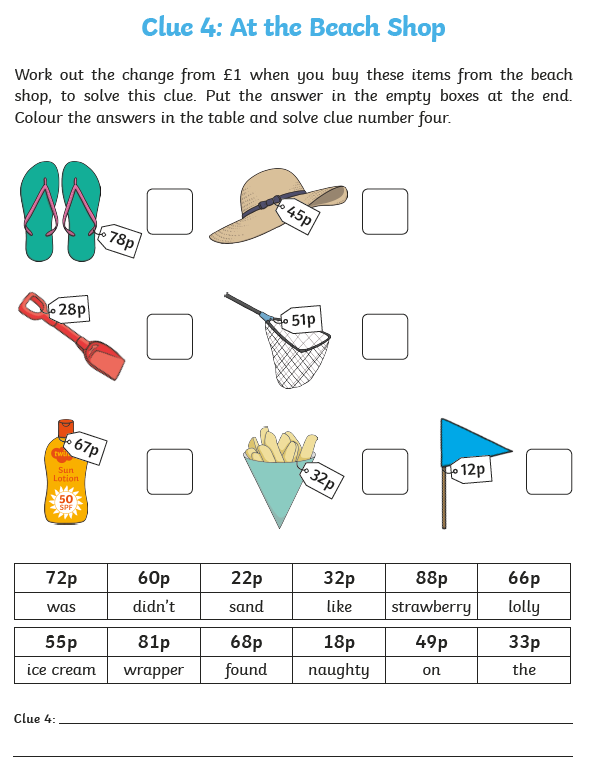 Clue 4: At the Beach Shop
Work out the change from £1 when you buy these items from the beach
shop, to solve this clue. Put the answer in the empty boxes at the end.
Colour the answers in the table and solve clue number four.
78p
45p
28p
51p
67p
Sun
Lotion
50
SPF
32p
12p
72p 60p 22p 32p 88p 66p
was didn't sand like strawberry lolly
55p 81p 68p 18p 49p 33p
ice cream wrapper found naughty on the
Clue 4: